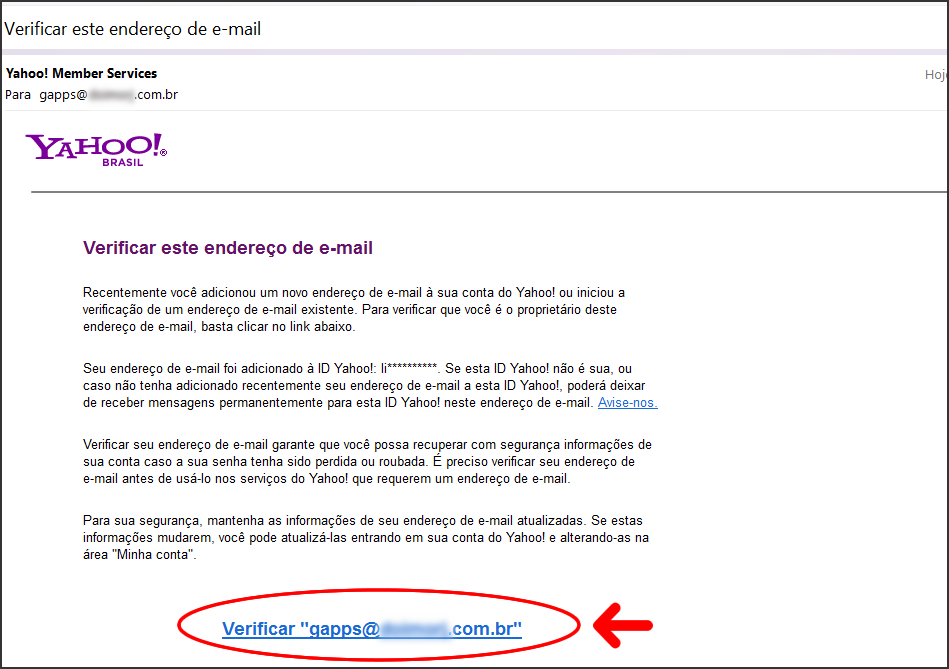 Verificar este endereço de e-mail
Yahoo! Member Services
Hoje
Para gapps@ .com.br
YAHOO!®
BRASIL
Verificar este endereço de e-mail
Recentemente você adicionou um novo endereço de e-mail à sua conta do Yahoo! ou iniciou a
verificação de um endereço de e-mail existente. Para verificar que você é o proprietário deste
endereço de e-mail, basta clicar no link abaixo.
Seu endereço de e-mail foi adicionado à ID Yahoo!: li**********. Se esta ID Yahoo! não é sua, ou
caso não tenha adicionado recentemente seu endereço de e-mail a esta ID Yahoo!, poderá deixar
de receber mensagens permanentemente para esta ID Yahoo! neste endereço de e-mail. Avise-nos.
Verificar seu endereço de e-mail garante que você possa recuperar com segurança informações de
sua conta caso a sua senha tenha sido perdida ou roubada. É preciso verificar seu endereço de
e-mail antes de usá-lo nos serviços do Yahoo! que requerem um endereço de e-mail.
Para sua segurança, mantenha as informações de seu endereço de e-mail atualizadas. Se estas
informações mudarem, você pode atualizá-las entrando em sua conta do Yahoo! e alterando-as na
área "Minha conta".
Verificar "gapps@ .com.br"